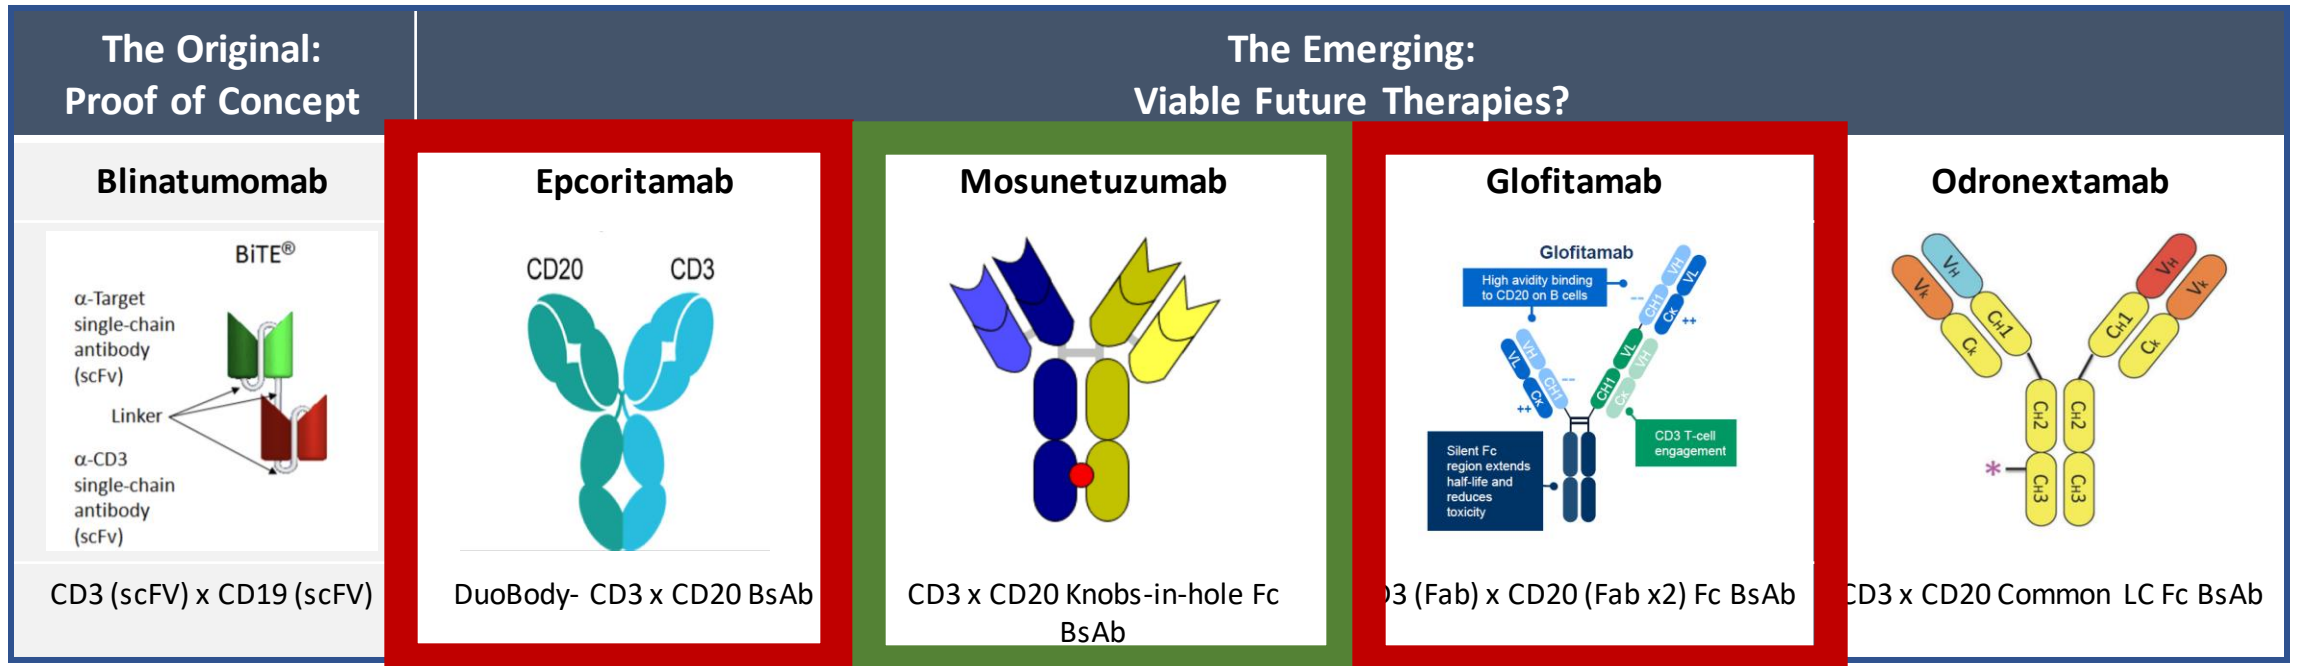 The Original:
Proof of Concept
The Emerging:
Viable Future Therapies?
Blinatumomab
Epcoritamab
Mosunetuzumab
Glofitamab
Odronextamab
BiTE®
α-Target
single-chain
antibody
(scFv)
Linker
α-CD3
single-chain
antibody
(scFv)
CD20
CD3
Glofitamab
High avidity binding
to CD20 on B cells
VH
VL
CH1
Cκ
--
++
VL
VH
Cκ
CH1
--
++
VL
VH
CH1
Cκ
CD3 T-cell
engagement
Silent Fc
region extends
half-life and
reduces
toxicity
VH
Vk
CH1
Ck
VH
Vk
CH1
Ck
CH2
CH2
CH3
CH3
*
CD3 (scFV) x CD19 (scFV)
DuoBody- CD3 x CD20 BsAb
CD3 x CD20 Knobs-in-hole Fc
BsAb
3 (Fab) x CD20 (Fab x2) Fc BsAb
CD3 x CD20 Common LC Fc BsAb